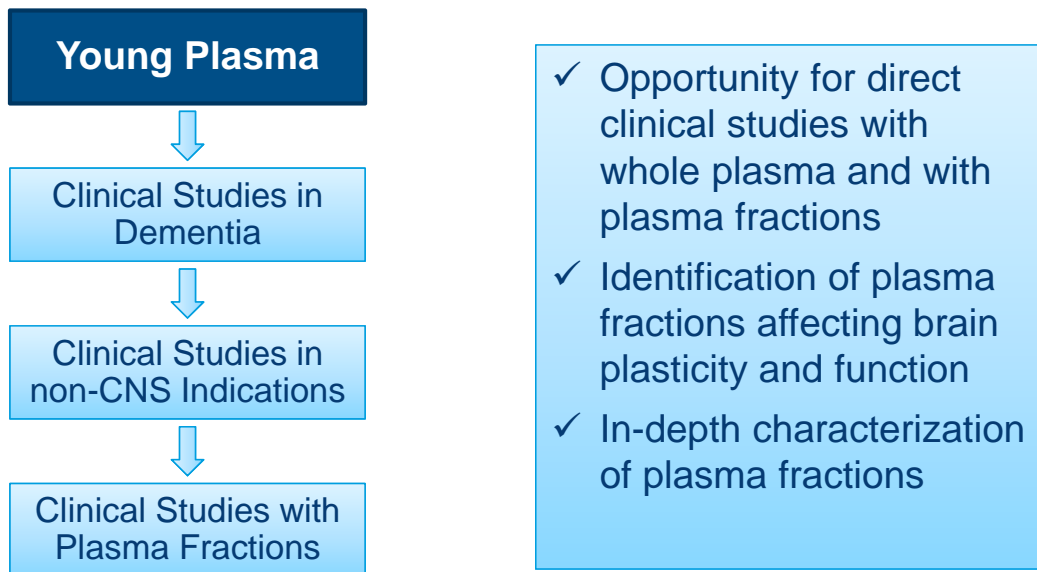 Young Plasma
Clinical Studies in
Dementia
Clinical Studies in
non-CNS Indications
Clinical Studies with
Plasma Fractions
✓ Opportunity for direct
clinical studies with
whole plasma and with
plasma fractions
✓ Identification of plasma
fractions affecting brain
plasticity and function
✓ In-depth characterization
of plasma fractions